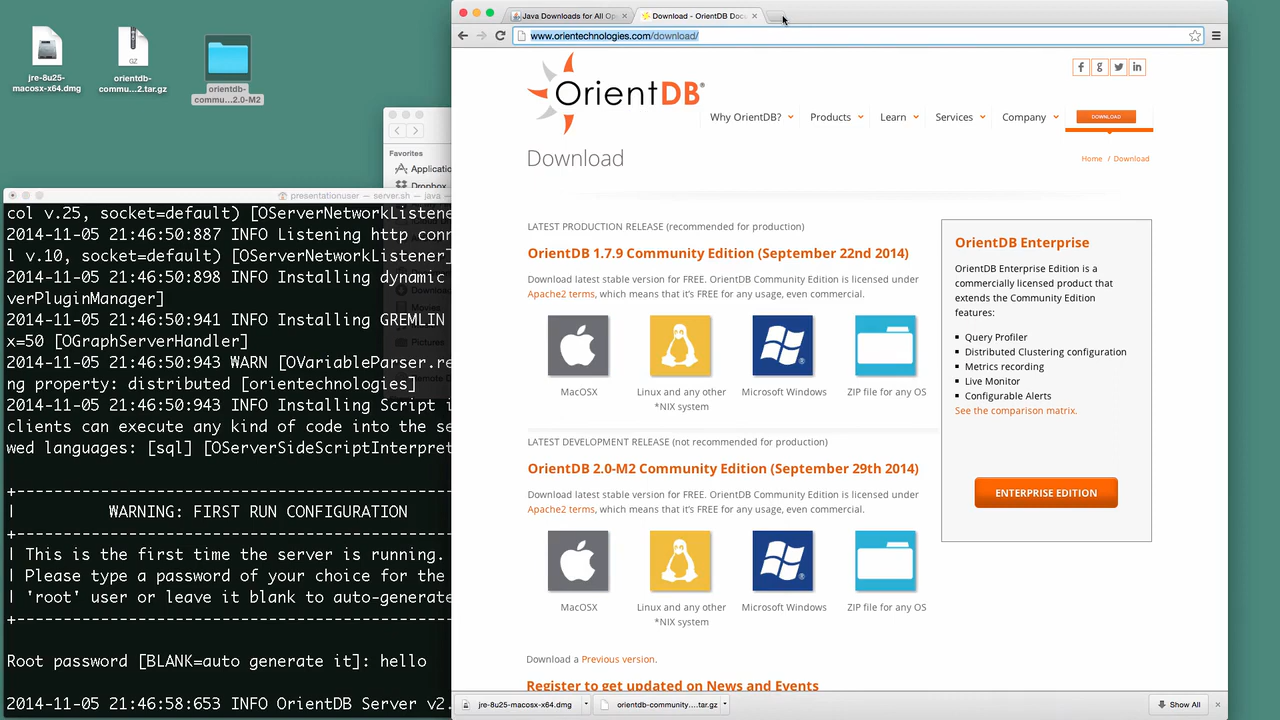 jre-8u25-
macosx-x64.dmg
GZ
orientdb-
commu...2.tar.gz
orientdb-
commu...2.0-M2
Favorites
Applicatio
Dropbox
presentationuser — server.sh — java —
col v.25, socket=default) [OServerNetworkListene
2014-11-05 21:46:50:887 INFO Listening http conn
l v.10, socket=default) [OServerNetworkListener]
2014-11-05 21:46:50:898 INFO Installing dynamic
verPluginManager]
2014-11-05 21:46:50:941 INFO Installing GREMLIN
x=50 [OGraphServerHandler]
2014-11-05 21:46:50:943 WARN [OVariableParser.re
ng property: distributed [orientechnologies]
2014-11-05 21:46:50:943 INFO Installing Script i
clients can execute any kind of code into the se
wed languages: [sql] [OServerSideScriptInterpret
+---------------------------------------
| WARNING: FIRST RUN CONFIGURATION
+---------------------------------------
| This is the first time the server is running.
| Please type a password of your choice for the
| 'root' user or leave it blank to auto-generate
+---------------------------------------
Root password [BLANK=auto generate it]: hello
2014-11-05 21:46:58:653 INFO OrientDB Server v2.
Java Downloads for All Op
Download - OrientDB Docu
www.orientechnologies.com/download/
OrientDB®
Why OrientDB?
Products
Learn
Services
Company
DOWNLOAD
Download
Home / Download
LATEST PRODUCTION RELEASE (recommended for production)
OrientDB 1.7.9 Community Edition (September 22nd 2014)
Download latest stable version for FREE. OrientDB Community Edition is licensed under
Apache2 terms, which means that it's FREE for any usage, even commercial.
MacOSX
Linux and any other
*NIX system
Microsoft Windows
ZIP file for any OS
LATEST DEVELOPMENT RELEASE (not recommended for production)
OrientDB 2.0-M2 Community Edition (September 29th 2014)
Download latest stable version for FREE. OrientDB Community Edition is licensed under
Apache2 terms, which means that it's FREE for any usage, even commercial.
MacOSX
Linux and any other
*NIX system
Microsoft Windows
ZIP file for any OS
Download a Previous version.
Register to get updated on News and Events
OrientDB Enterprise
OrientDB Enterprise Edition is a
commercially licensed product that
extends the Community Edition
features:
Query Profiler
Distributed Clustering configuration
Metrics recording
Live Monitor
Configurable Alerts
See the comparison matrix.
ENTERPRISE EDITION
jre-8u25-macosx-x64.dmg
orientdb-community....tar.gz
Show All